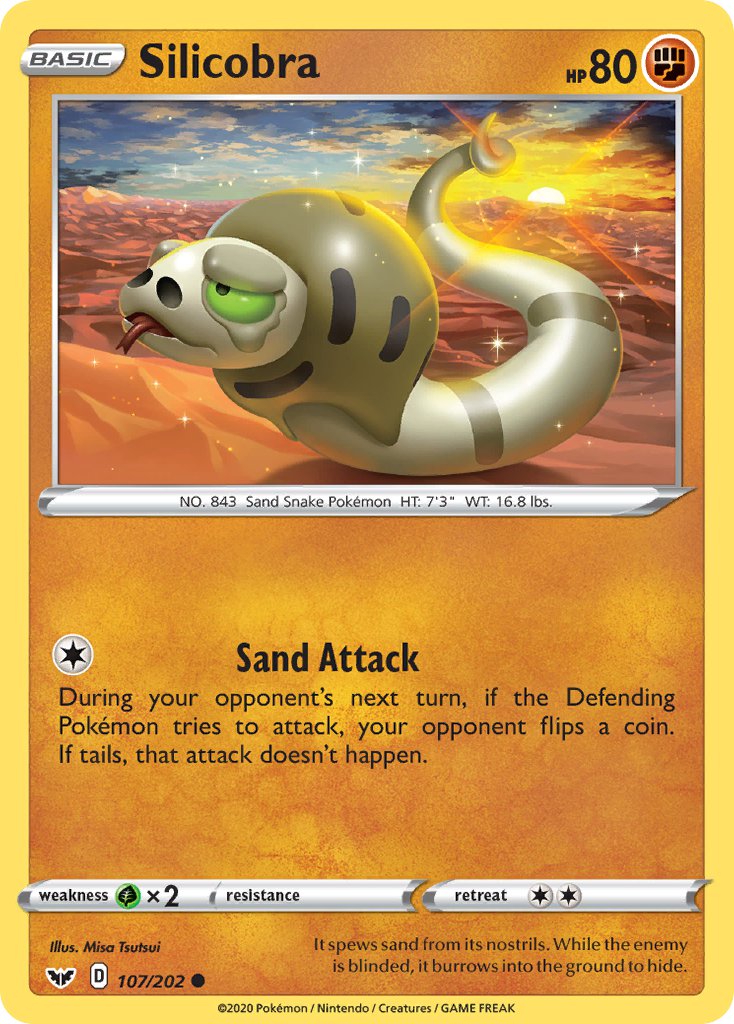 BASIC Silicobra HP 80
NO. 843 Sand Snake Pokémon HT: 7'3" WT: 16.8 lbs.
Sand Attack
During your opponent's next turn, if the Defending
Pokémon tries to attack, your opponent flips a coin.
If tails, that attack doesn't happen.
weakness ×2 resistance retreat
Illus. Misa Tsutsui
It spews sand from its nostrils. While the enemy
is blinded, it burrows into the ground to hide.
D 107/202
©2020 Pokémon / Nintendo / Creatures / GAME FREAK